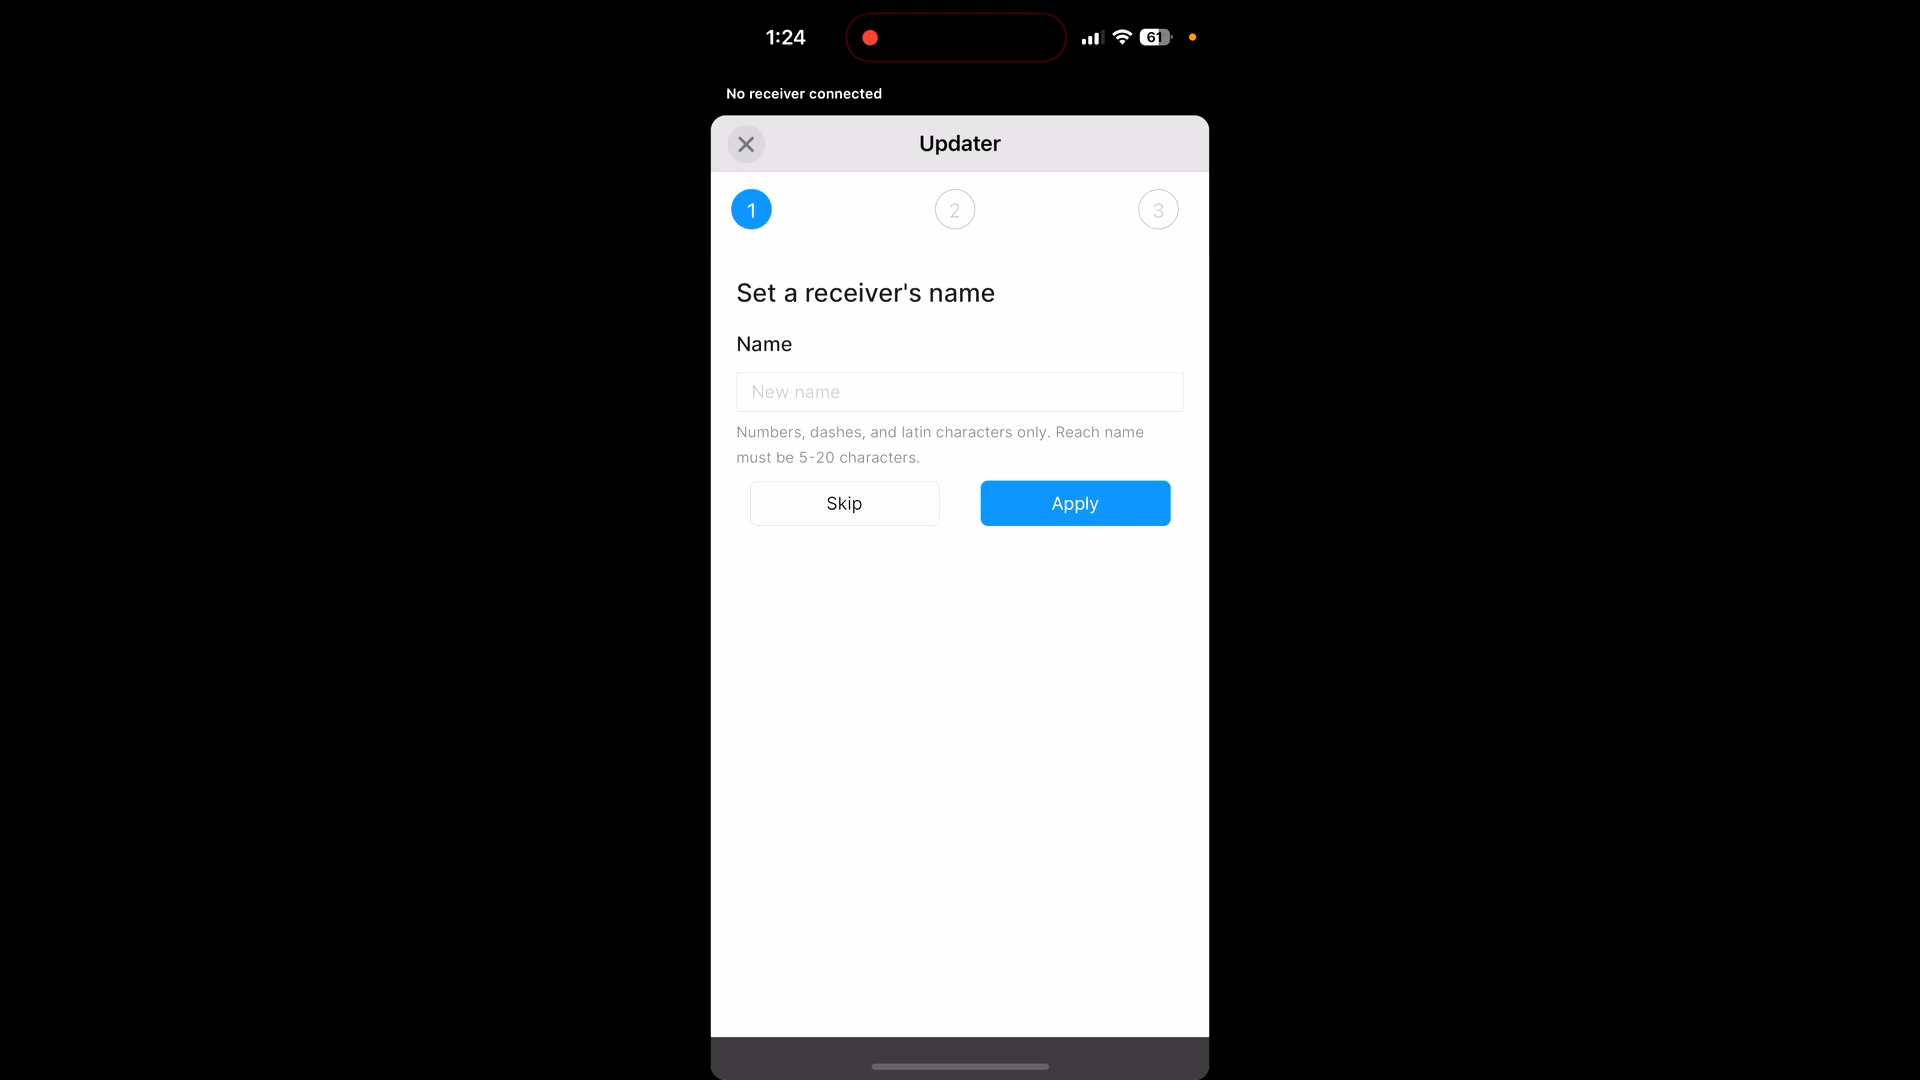 1:24
61
No receiver connected
Updater
1
2
3
Set a receiver's name
Name
New name
Numbers, dashes, and latin characters only. Reach name
must be 5-20 characters.
Skip
Apply